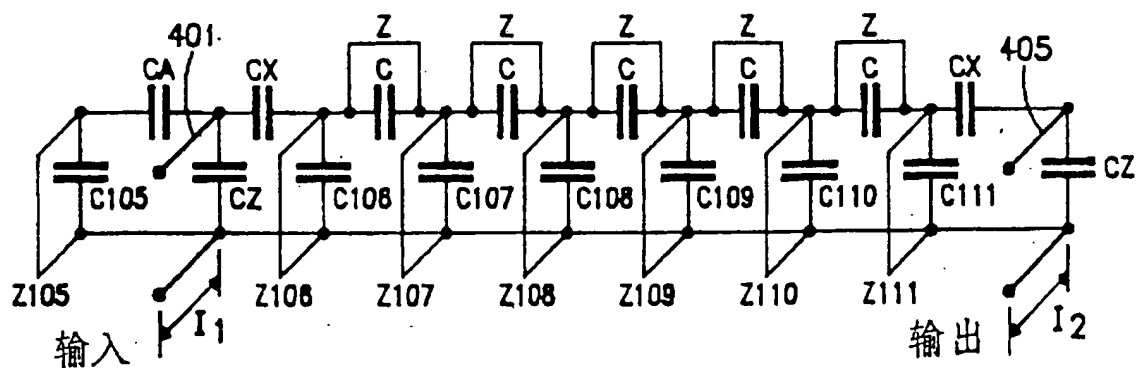 Z Z Z Z Z
401 405
CA CX C C C C C CX
C105 CZ C106 C107 C108 C109 C110 C111 CZ
Z105 Z106 Z107 Z108 Z109 Z110 Z111
I1 I2
输入 输出